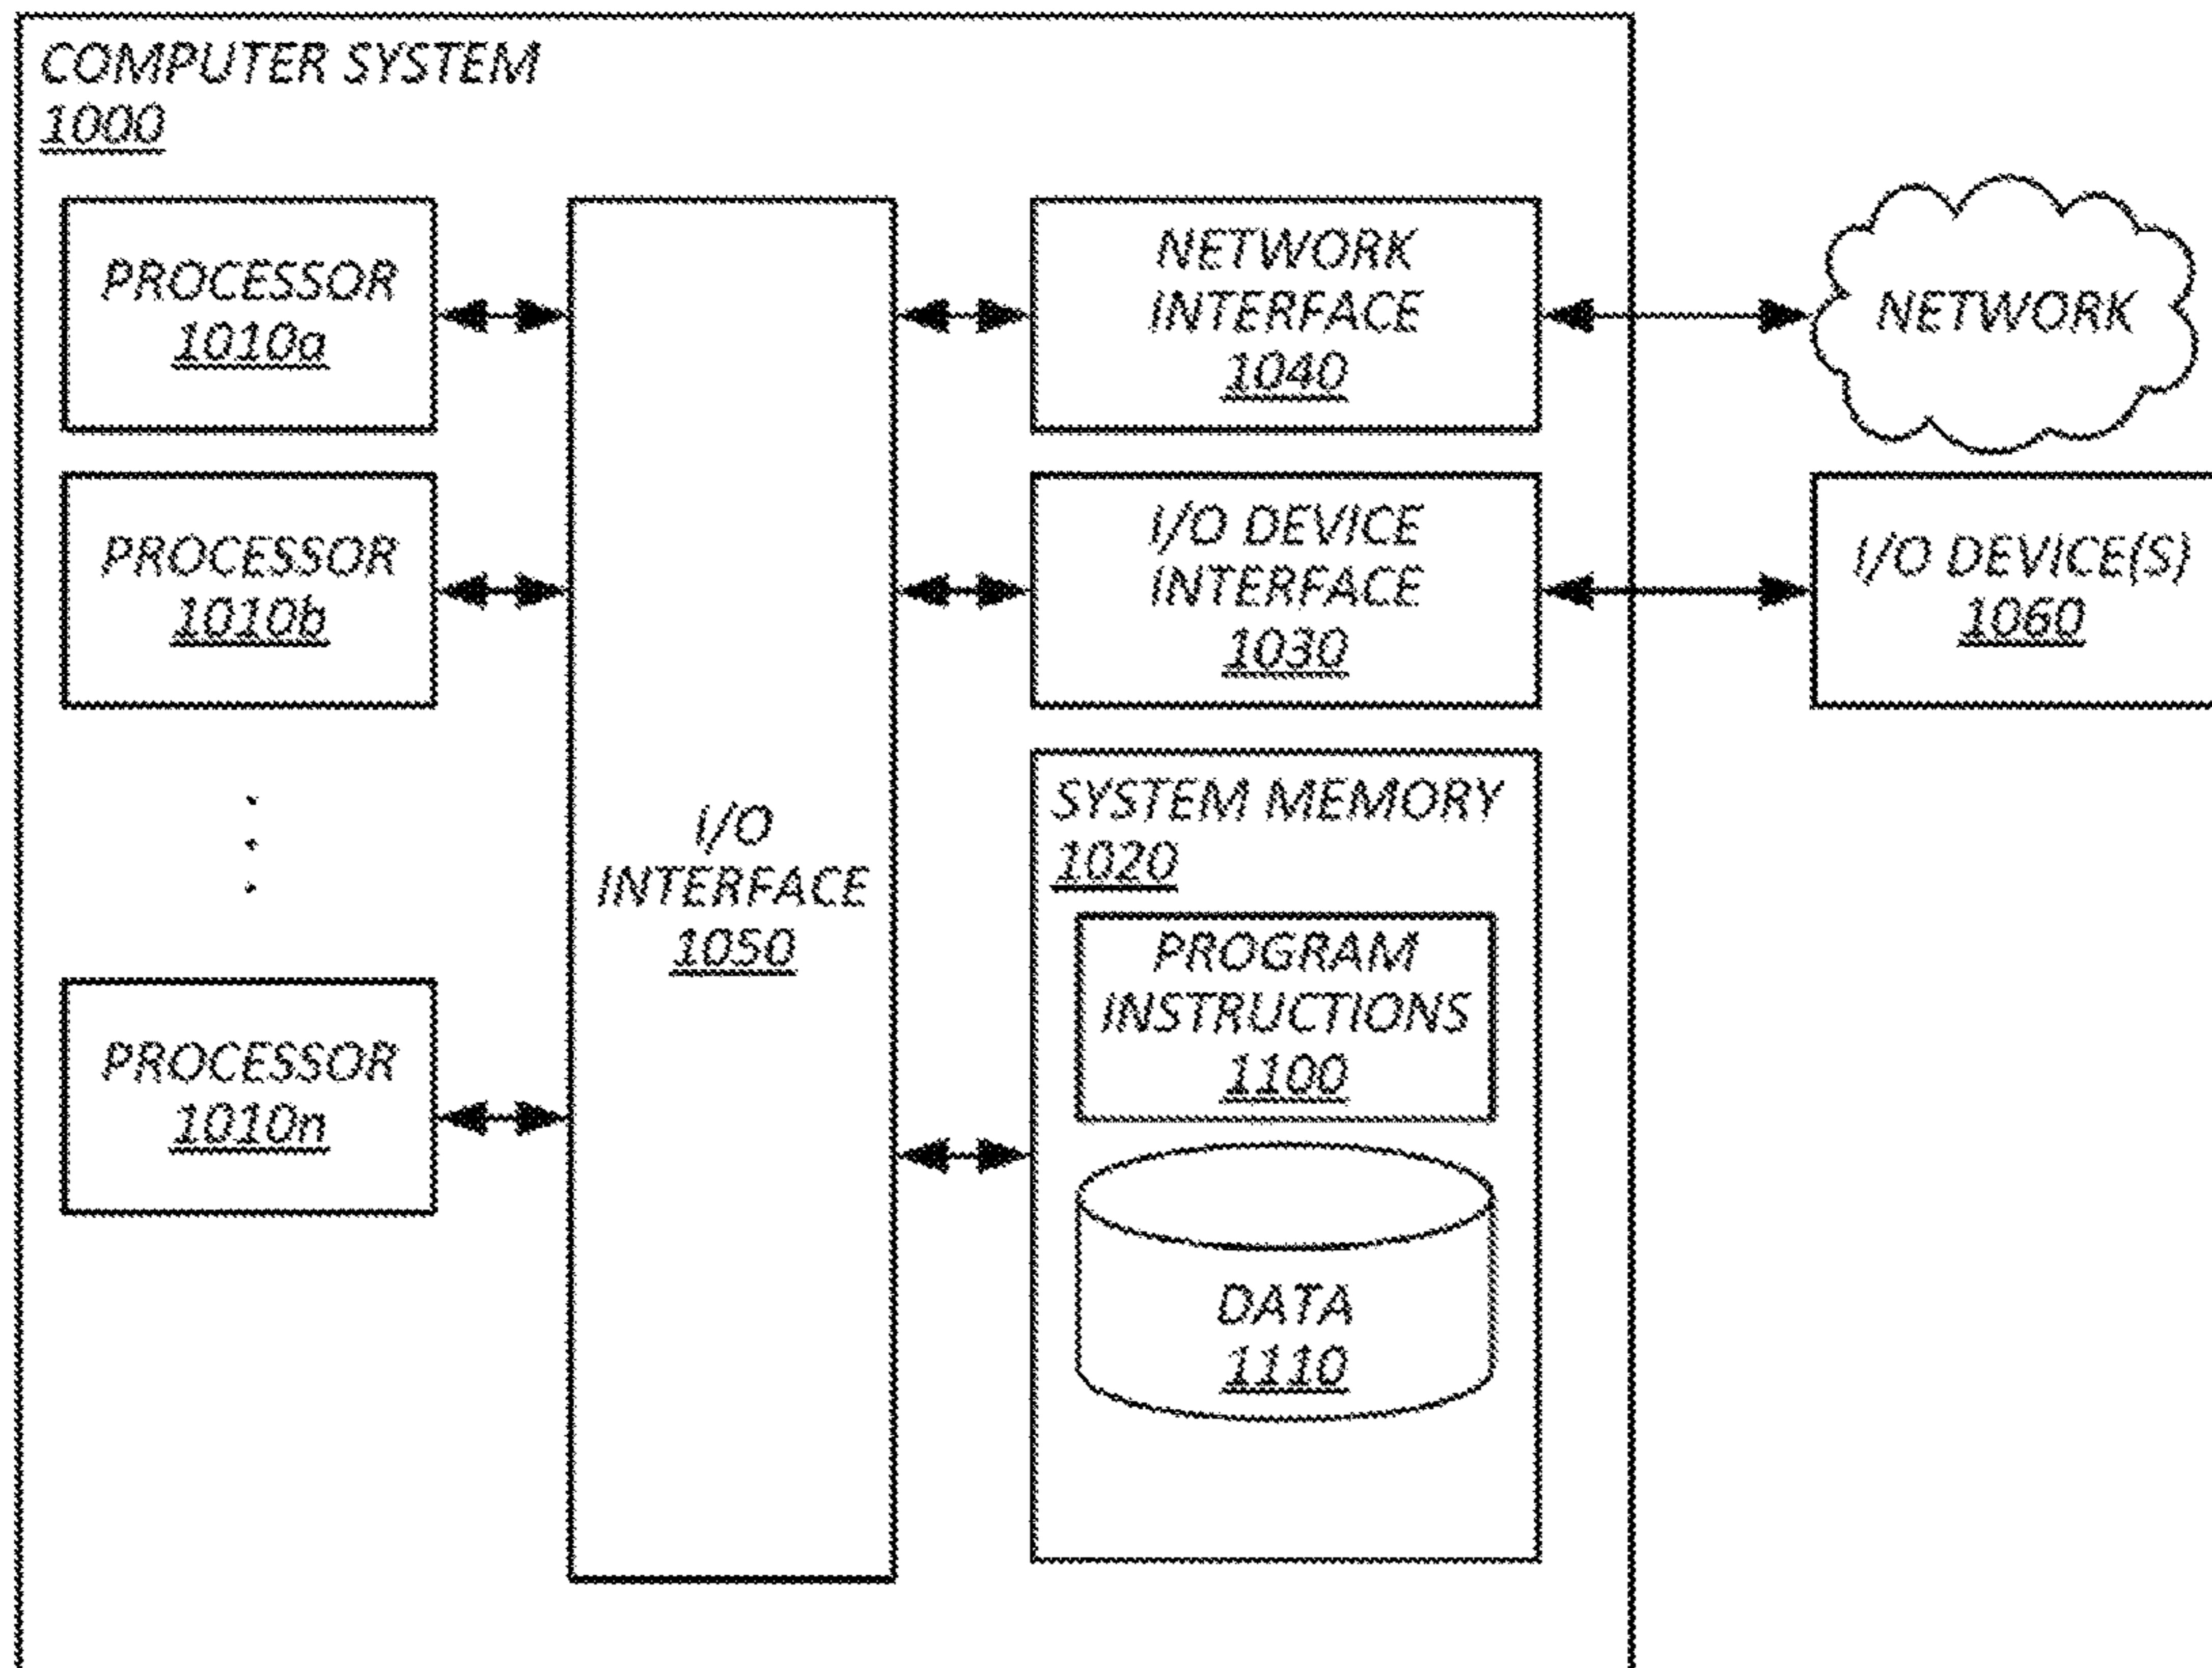 COMPUTER SYSTEM
1000
PROCESSOR
1010a
PROCESSOR
1010b
PROCESSOR
1010n
I/O
INTERFACE
1050
NETWORK
INTERFACE
1040
I/O DEVICE
INTERFACE
1030
SYSTEM MEMORY
1020
PROGRAM
INSTRUCTIONS
1100
DATA
1110
NETWORK
I/O DEVICE(S)
1060